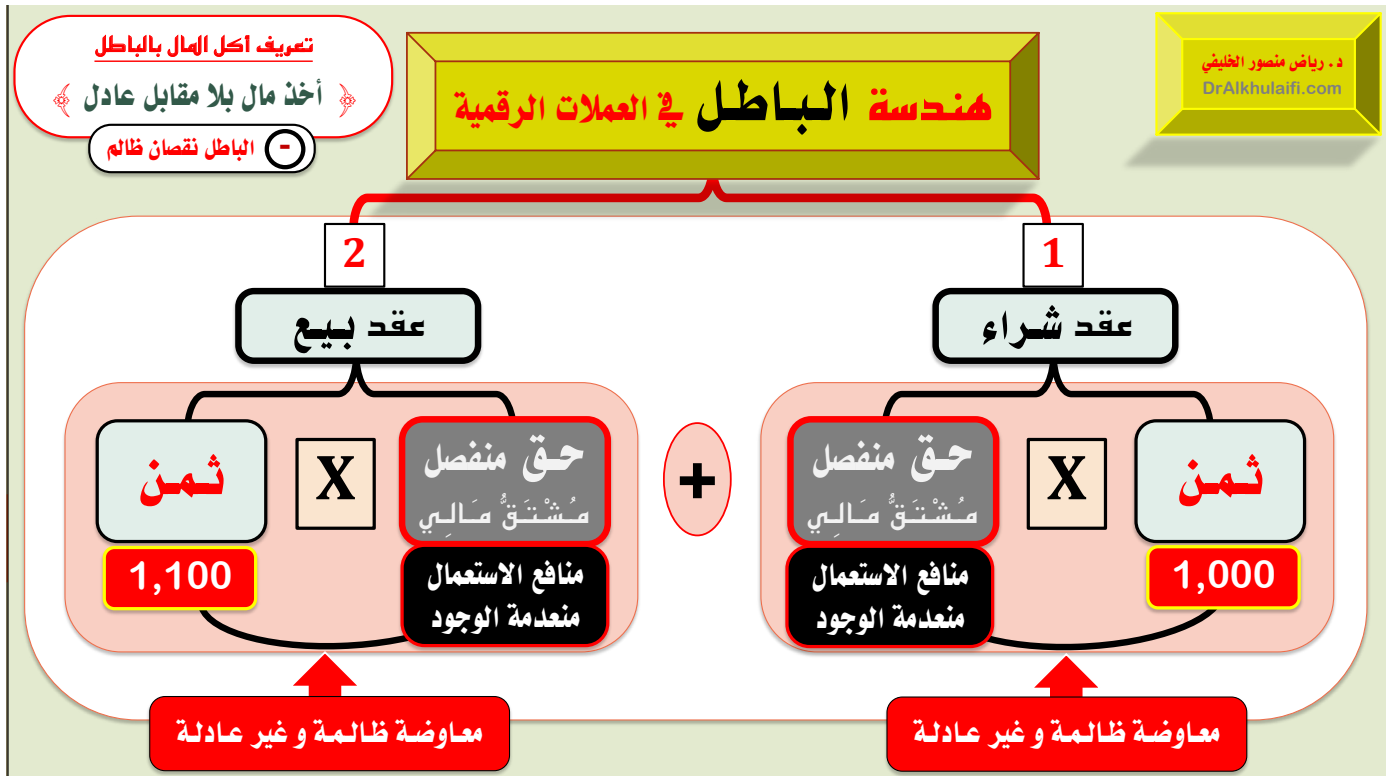 د. رياض منصور الخليفي
DrAlkhulaifi.com
هندسة الباطل في العملات الرقمية
تعريف أكل المال بالباطل
﴿ أخذ مال بلا مقابل عادل ﴾
- الباطل نقصان ظالم
1
عقد شراء
ثمن
X
حق منفصل
مُشْتَقٌّ مَالِي
1,000
منافع الاستعمال
منعدمة الوجود
معاوضة ظالمة و غير عادلة
+
2
عقد بيع
حق منفصل
مُشْتَقٌّ مَالِي
X
ثمن
منافع الاستعمال
منعدمة الوجود
1,100
معاوضة ظالمة و غير عادلة